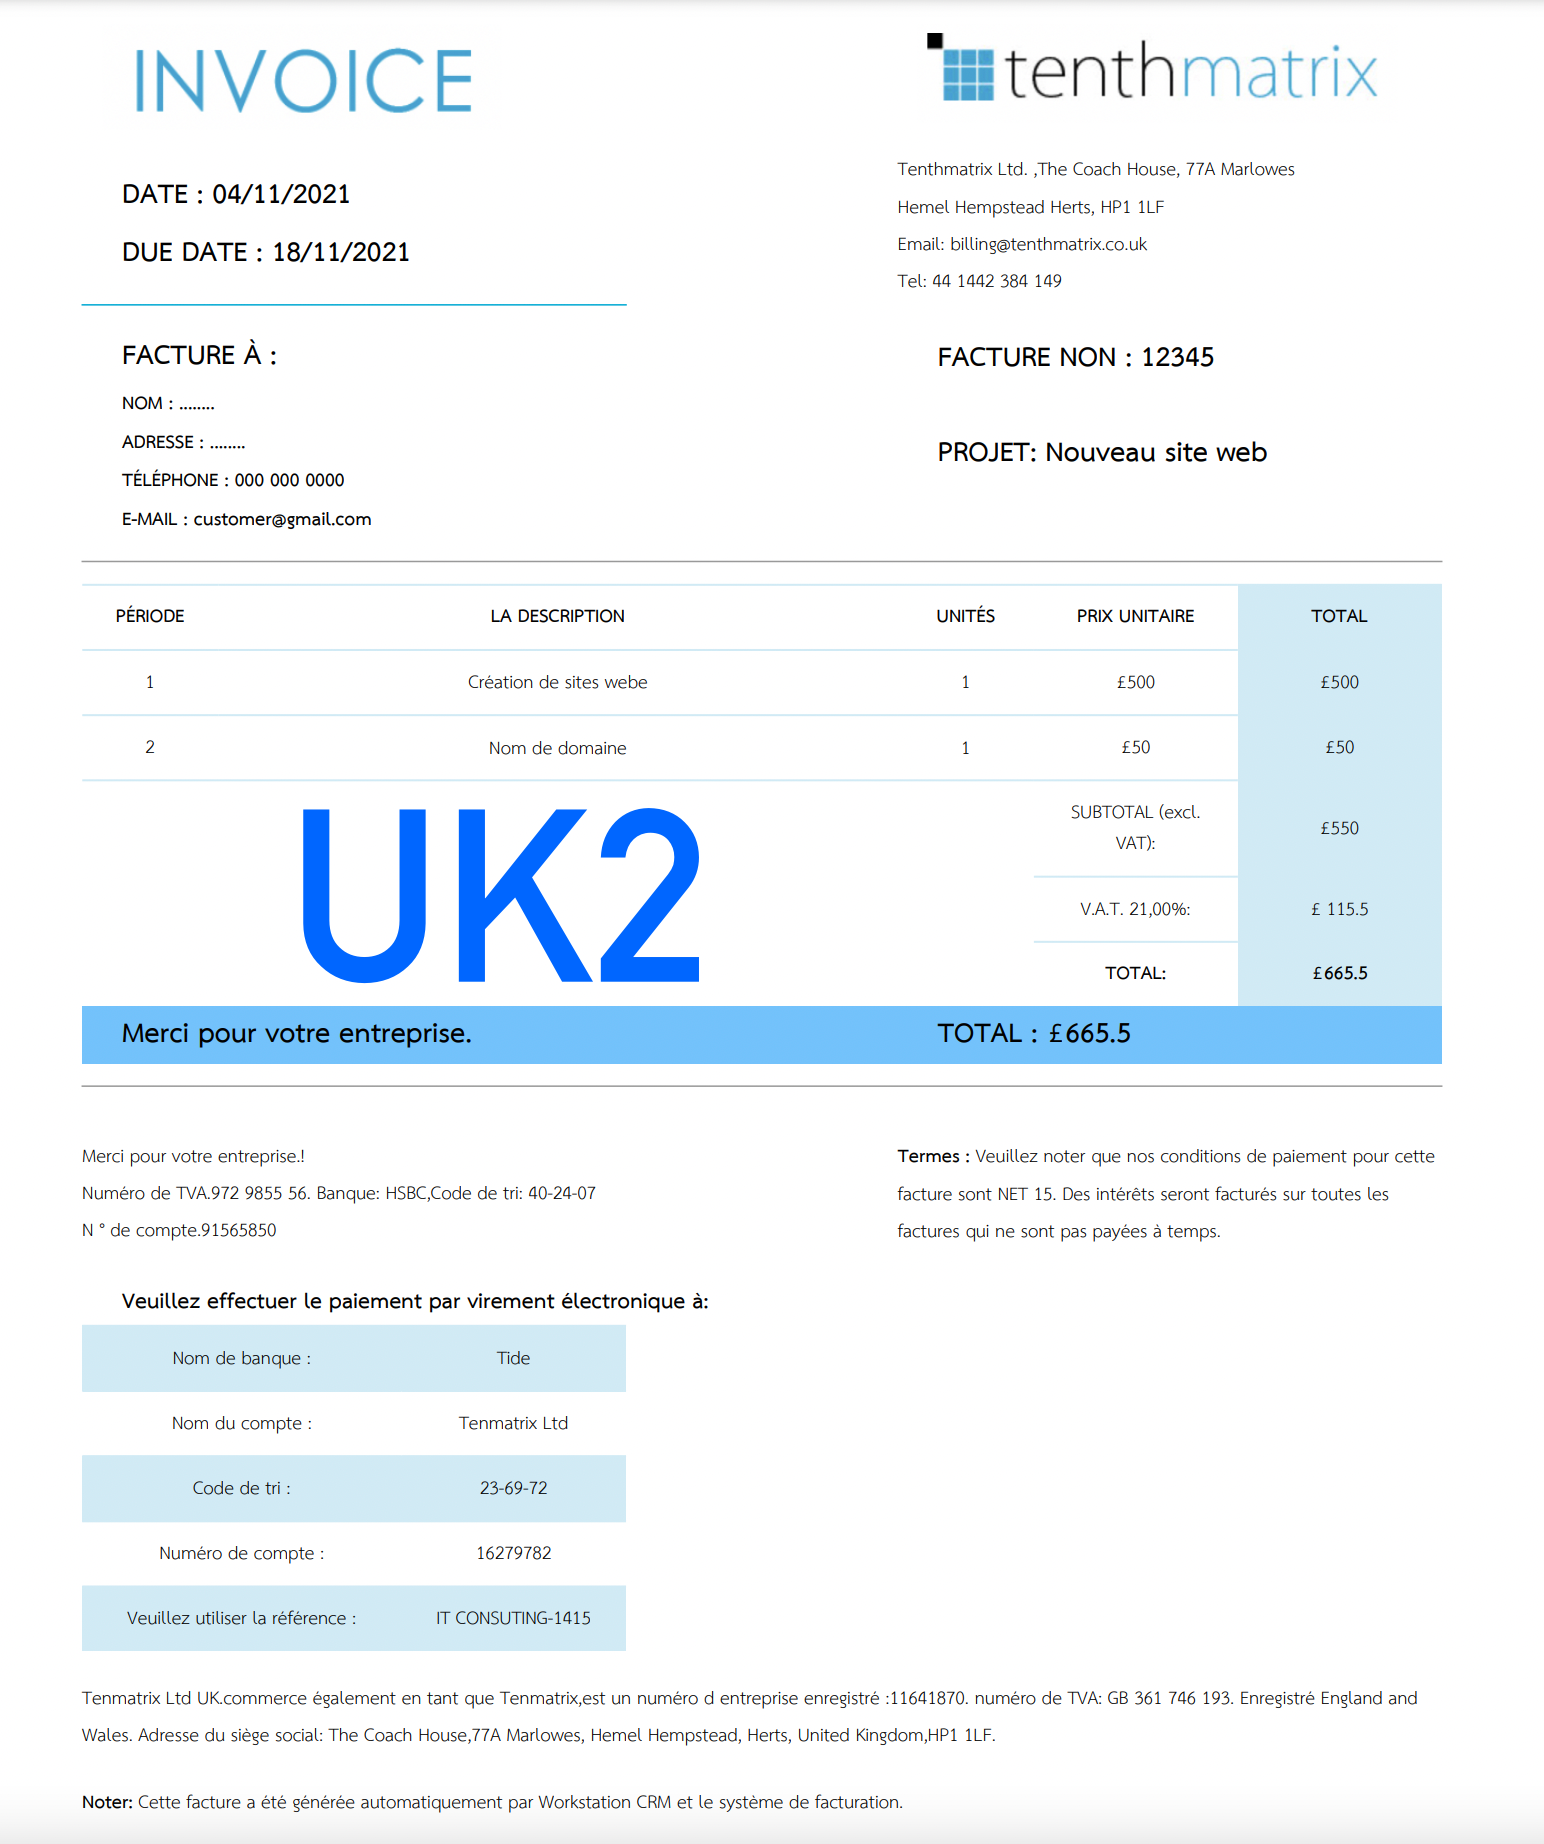 INVOICE
tenthmatrix
DATE : 04/11/2021
DUE DATE : 18/11/2021
Tenthmatrix Ltd. ,The Coach House, 77A Marlowes
Hemel Hempstead Herts, HP1 1LF
Email: billing@tenthmatrix.co.uk
Tel: 44 1442 384 149
FACTURE À :
NOM : ........
ADRESSE : ........
TÉLÉPHONE : 000 000 0000
E-MAIL : customer@gmail.com
FACTURE NON : 12345
PROJET: Nouveau site web
PÉRIODE LA DESCRIPTION UNITÉS PRIX UNITAIRE TOTAL
1 Création de sites webe 1 £500 £500
2 Nom de domaine 1 £50 £50
SUBTOTAL (excl.
VAT): £550
V.A.T. 21,00%: £ 115.5
TOTAL: £665.5
UK2
Merci pour votre entreprise. TOTAL : £665.5
Merci pour votre entreprise.!
Numéro de TVA.972 9855 56. Banque: HSBC,Code de tri: 40-24-07
N ° de compte.91565850
Termes : Veuillez noter que nos conditions de paiement pour cette
facture sont NET 15. Des intérêts seront facturés sur toutes les
factures qui ne sont pas payées à temps.
Veuillez effectuer le paiement par virement électronique à:
Nom de banque : Tide
Nom du compte : Tenmatrix Ltd
Code de tri : 23-69-72
Numéro de compte : 16279782
Veuillez utiliser la référence : IT CONSUTING-1415
Tenmatrix Ltd UK.commerce également en tant que Tenmatrix,est un numéro d entreprise enregistré :11641870. numéro de TVA: GB 361 746 193. Enregistré England and
Wales. Adresse du siège social: The Coach House,77A Marlowes, Hemel Hempstead, Herts, United Kingdom,HP1 1LF.
Noter: Cette facture a été générée automatiquement par Workstation CRM et le système de facturation.